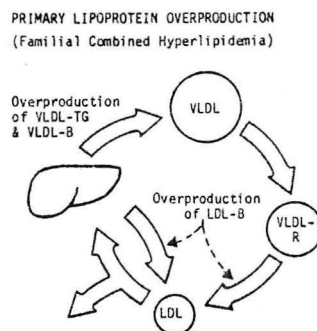 PRIMARY LIPOPROTEIN OVERPRODUCTION
(Familial Combined Hyperlipidemia)
Overproduction
of VLDL-TG
& VLDL-B
VLDL
Overproduction
of LDL-B
VLDL-
R
LDL